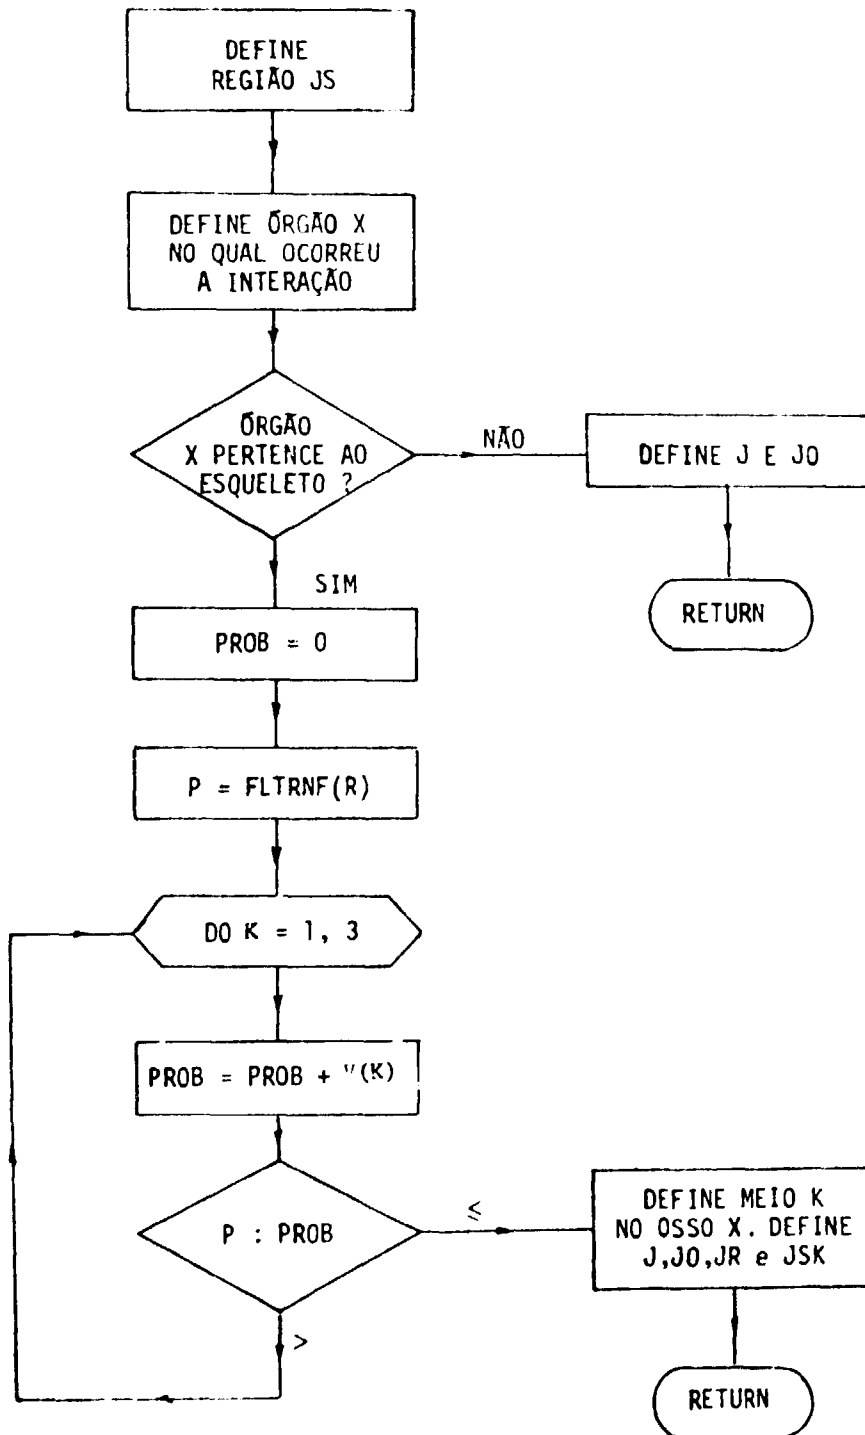 DEFINE
REGIÃO JS
DEFINE ÓRGÃO X
NO QUAL OCORREU
A INTERAÇÃO
ÓRGÃO
X PERTENCE AO
ESQUELETO ?
NÃO
DEFINE J E JO
RETURN
SIM
PROB = 0
P = FLTRNF(R)
DO K = 1, 3
PROB = PROB + (K)
P : PROB
≤
>
DEFINE MEIO K
NO OSSO X. DEFINE
J,JO,JR e JSK
RETURN